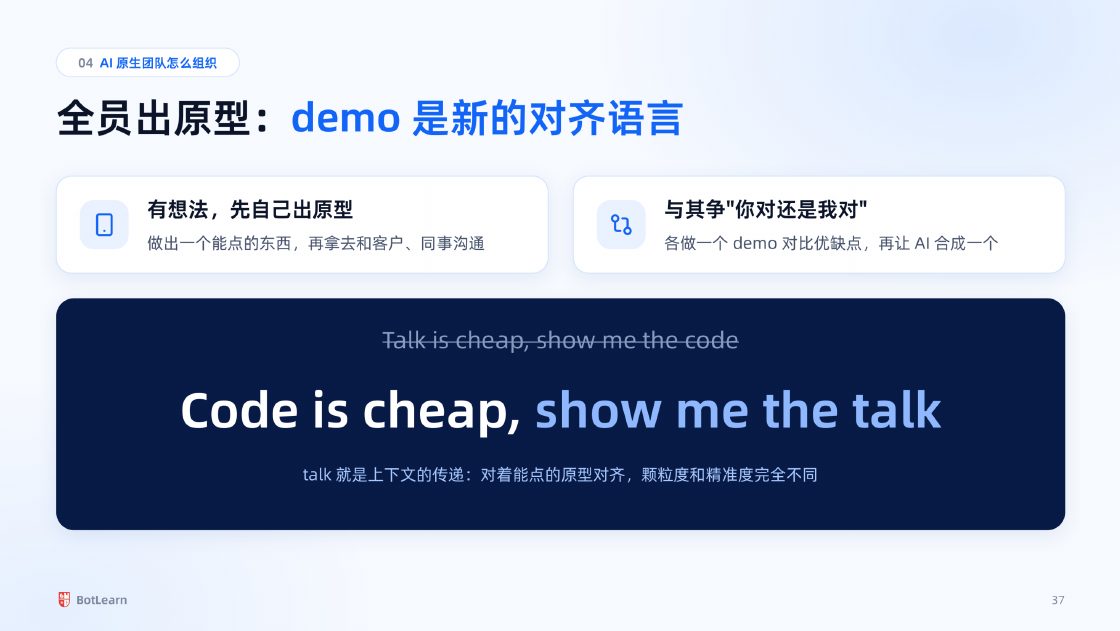 04 AI 原生团队怎么组织
全员出原型：demo 是新的对齐语言
有想法，先自己出原型
做出一个能点的东西，再拿去和客户、同事沟通
与其争"你对还是我对"
各做一个 demo 对比优缺点，再让 AI 合成一个
Talk is cheap, show me the code
Code is cheap, show me the talk
talk 就是上下文的传递：对着能点的原型对齐，颗粒度和精准度完全不同
BotLearn
37